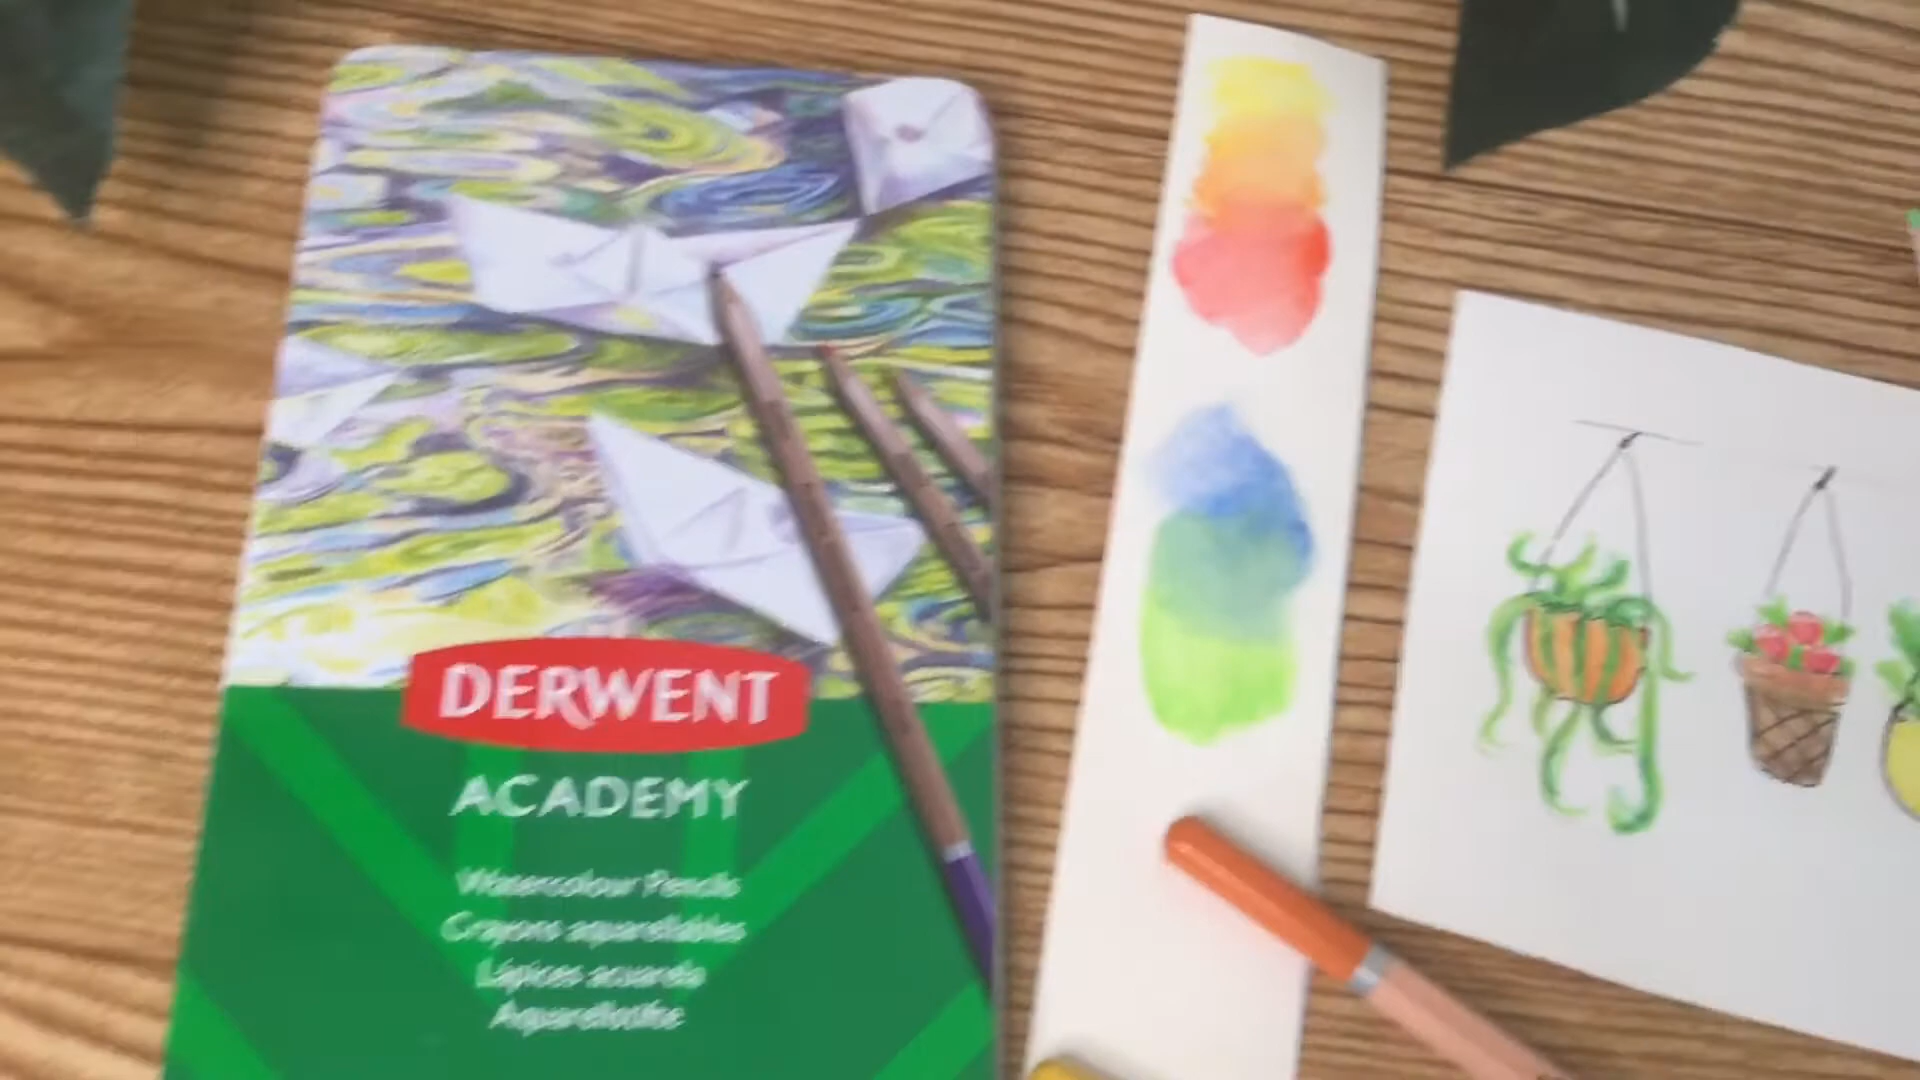 DERWENT
ACADEMY
Watercolour Pencils
Crayons aquarellables
Lápices acuarela
Aquarellstifte